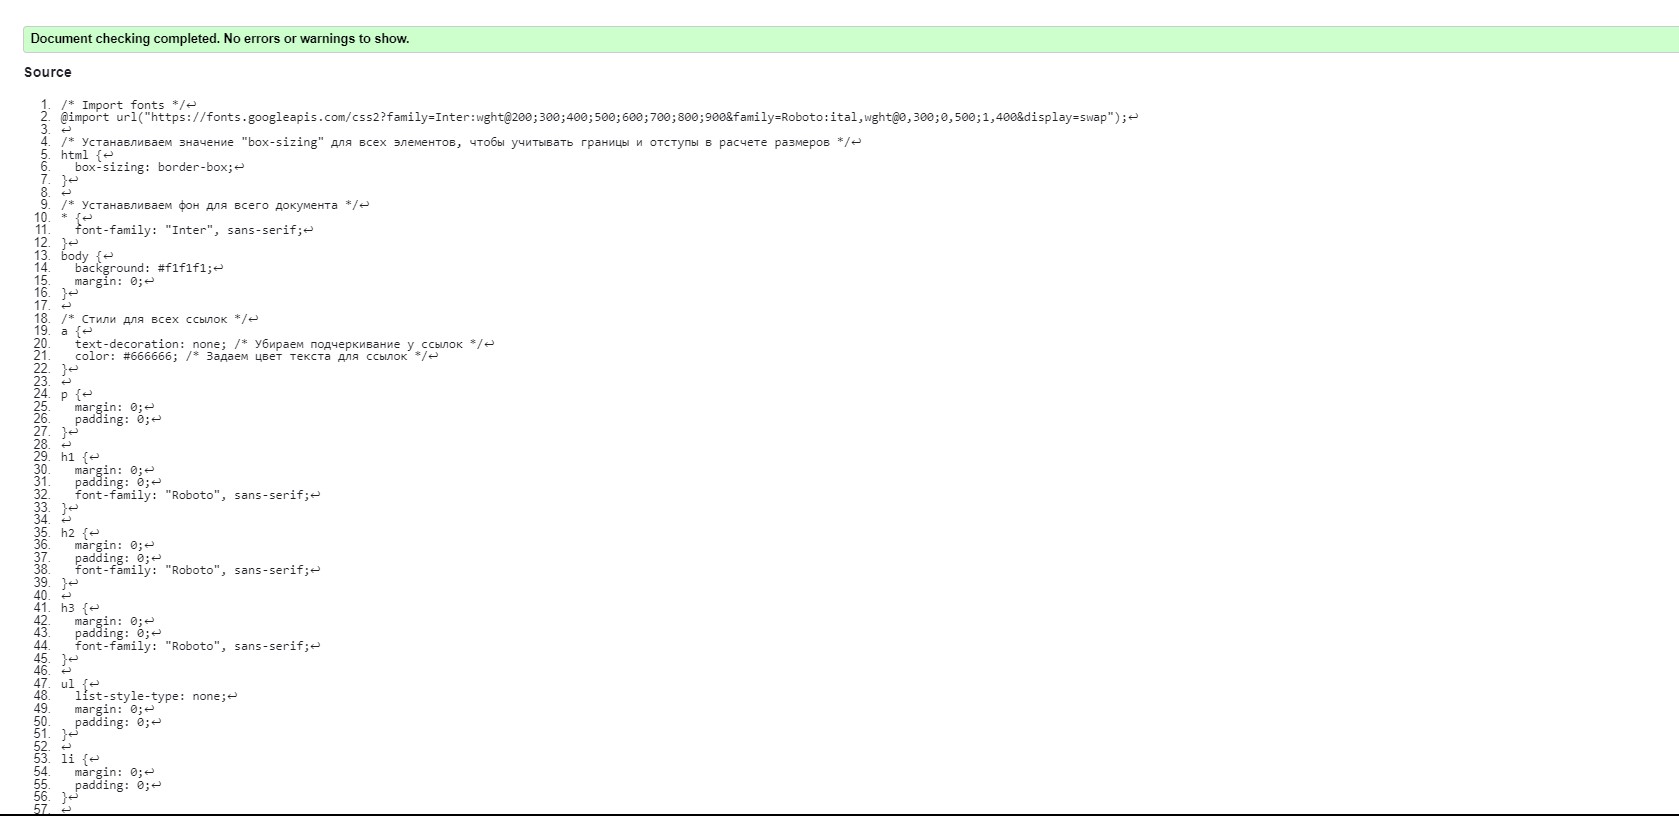 Document checking completed. No errors or warnings to show.
Source
1. /* Import fonts */↩
2. @import url("https://fonts.googleapis.com/css2?family=Inter:wght@200;300;400;500;600;700;800;900&family=Roboto:ital,wght@0,300;0,500;1,400&display=swap");↩
3. ↩
4. /* Устанавливаем значение "box-sizing" для всех элементов, чтобы учитывать границы и отступы в расчете размеров */↩
5. html {↩
6. box-sizing: border-box;↩
7. }↩
8. ↩
9. /* Устанавливаем фон для всего документа */↩
10. * {↩
11. font-family: "Inter", sans-serif;↩
12. }↩
13. body {↩
14. background: #f1f1f1;↩
15. margin: 0;↩
16. }↩
17. ↩
18. /* Стили для всех ссылок */↩
19. a {↩
20. text-decoration: none; /* Убираем подчеркивание у ссылок */↩
21. color: #666666; /* Задаем цвет текста для ссылок */↩
22. }↩
23. ↩
24. p {↩
25. margin: 0;↩
26. padding: 0;↩
27. }↩
28. ↩
29. h1 {↩
30. margin: 0;↩
31. padding: 0;↩
32. font-family: "Roboto", sans-serif;↩
33. }↩
34. ↩
35. h2 {↩
36. margin: 0;↩
37. padding: 0;↩
38. font-family: "Roboto", sans-serif;↩
39. }↩
40. ↩
41. h3 {↩
42. margin: 0;↩
43. padding: 0;↩
44. font-family: "Roboto", sans-serif;↩
45. }↩
46. ↩
47. ul {↩
48. list-style-type: none;↩
49. margin: 0;↩
50. padding: 0;↩
51. }↩
52. ↩
53. li {↩
54. margin: 0;↩
55. padding: 0;↩
56. }↩
57. ↩